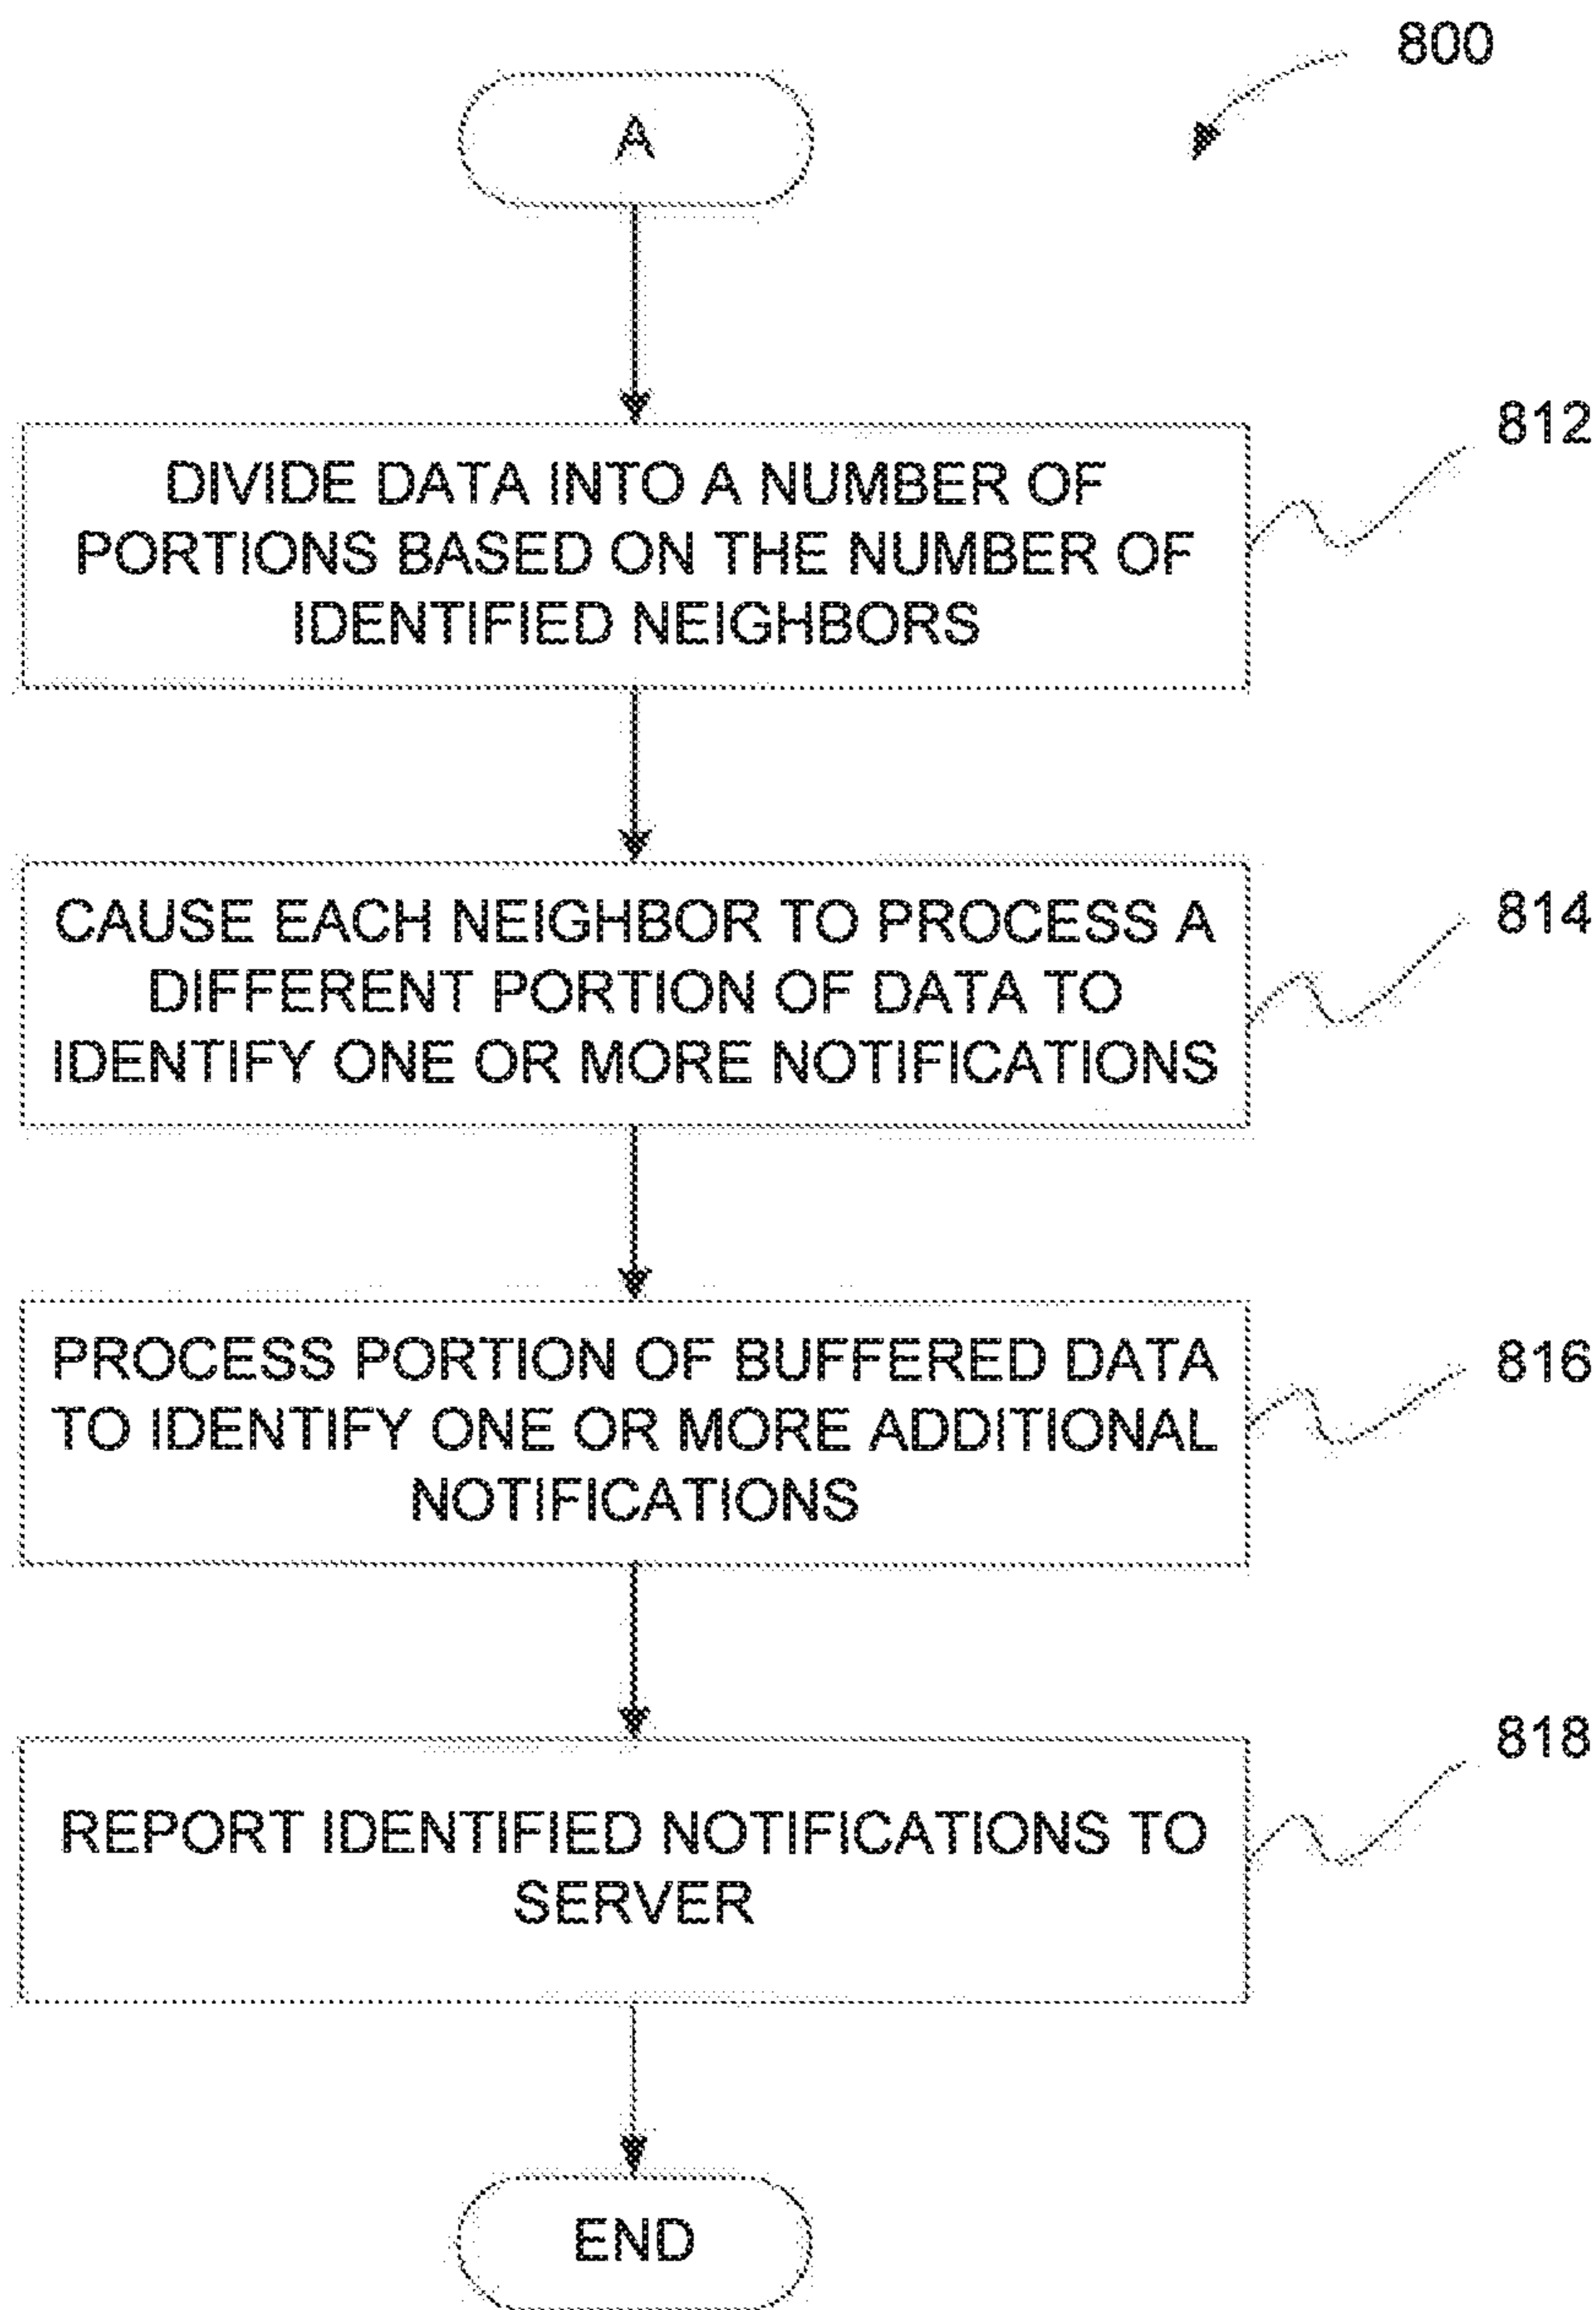 800
A
812
DIVIDE DATA INTO A NUMBER OF
PORTIONS BASED ON THE NUMBER OF
IDENTIFIED NEIGHBORS
814
CAUSE EACH NEIGHBOR TO PROCESS A
DIFFERENT PORTION OF DATA TO
IDENTIFY ONE OR MORE NOTIFICATIONS
816
PROCESS PORTION OF BUFFERED DATA
TO IDENTIFY ONE OR MORE ADDITIONAL
NOTIFICATIONS
818
REPORT IDENTIFIED NOTIFICATIONS TO
SERVER
END